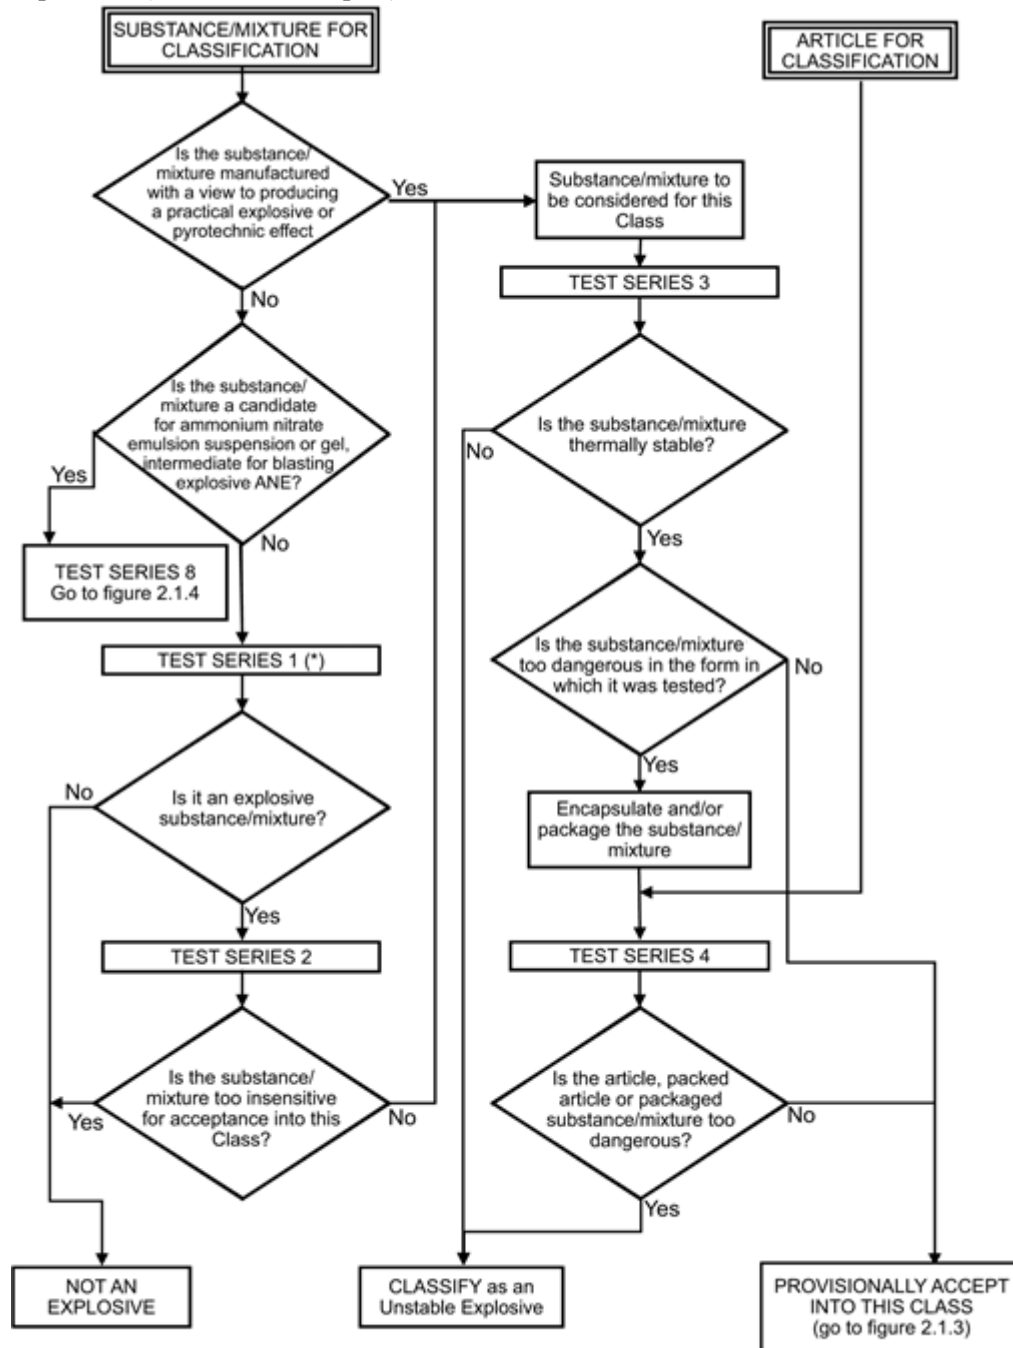 SUBSTANCE/MIXTURE FOR
CLASSIFICATION
ARTICLE FOR
CLASSIFICATION
Is the substance/
mixture manufactured
with a view to producing
a practical explosive or
pyrotechnic effect
Yes
No
Substance/mixture to
be considered for this
Class
TEST SERIES 3
Is the substance/
mixture a candidate
for ammonium nitrate
emulsion suspension or gel,
intermediate for blasting
explosive ANE?
Yes
No
TEST SERIES 8
Go to figure 2.1.4
Is the substance/mixture
thermally stable?
No
Yes
TEST SERIES 1 (*)
Is the substance/mixture
too dangerous in the form in
which it was tested?
No
Yes
Is it an explosive
substance/mixture?
No
Yes
Encapsulate and/or
package the substance/
mixture
TEST SERIES 2
TEST SERIES 4
Is the substance/
mixture too insensitive
for acceptance into this
Class?
Yes
No
Is the article, packed
article or packaged
substance/mixture too
dangerous?
No
Yes
NOT AN
EXPLOSIVE
CLASSIFY as an
Unstable Explosive
PROVISIONALLY ACCEPT
INTO THIS CLASS
(go to figure 2.1.3)